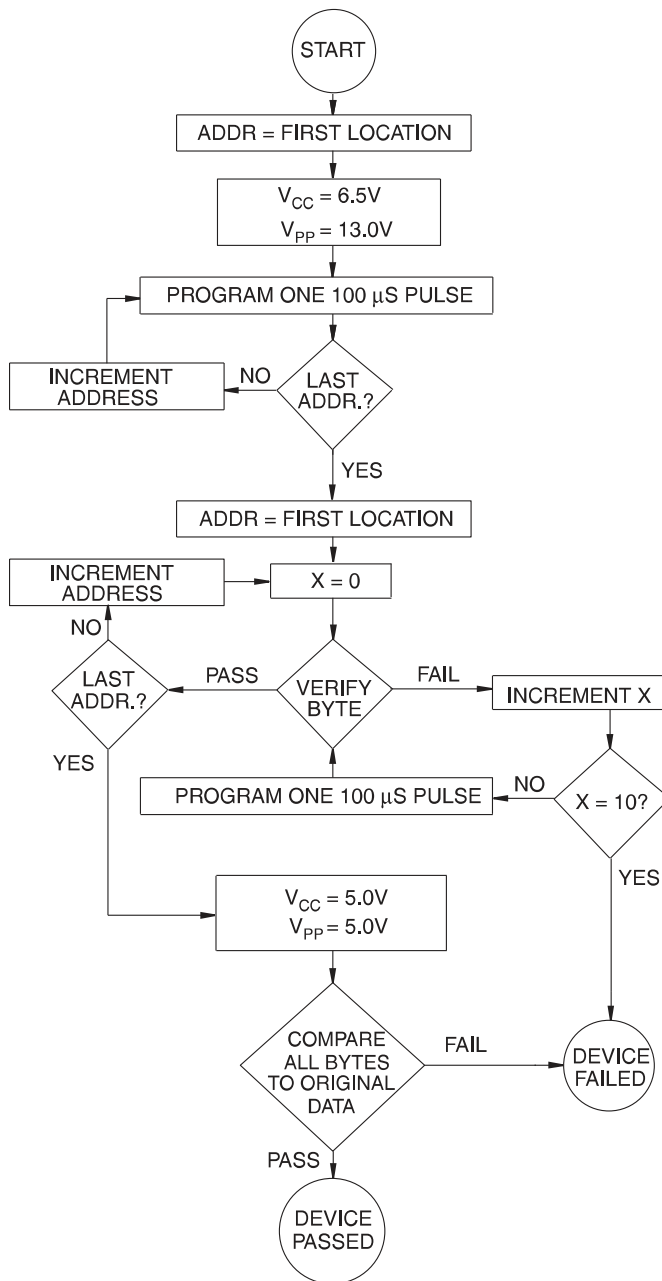 START
ADDR = FIRST LOCATION
VCC = 6.5V
VPP = 13.0V
PROGRAM ONE 100 μS PULSE
INCREMENT
ADDRESS
NO
LAST
ADDR.?
YES
ADDR = FIRST LOCATION
INCREMENT
ADDRESS
X = 0
NO
LAST
ADDR.?
PASS
VERIFY
BYTE
FAIL
INCREMENT X
YES
PROGRAM ONE 100 μS PULSE
NO
X = 10?
YES
VCC = 5.0V
VPP = 5.0V
COMPARE
ALL BYTES
TO ORIGINAL
DATA
FAIL
DEVICE
FAILED
PASS
DEVICE
PASSED